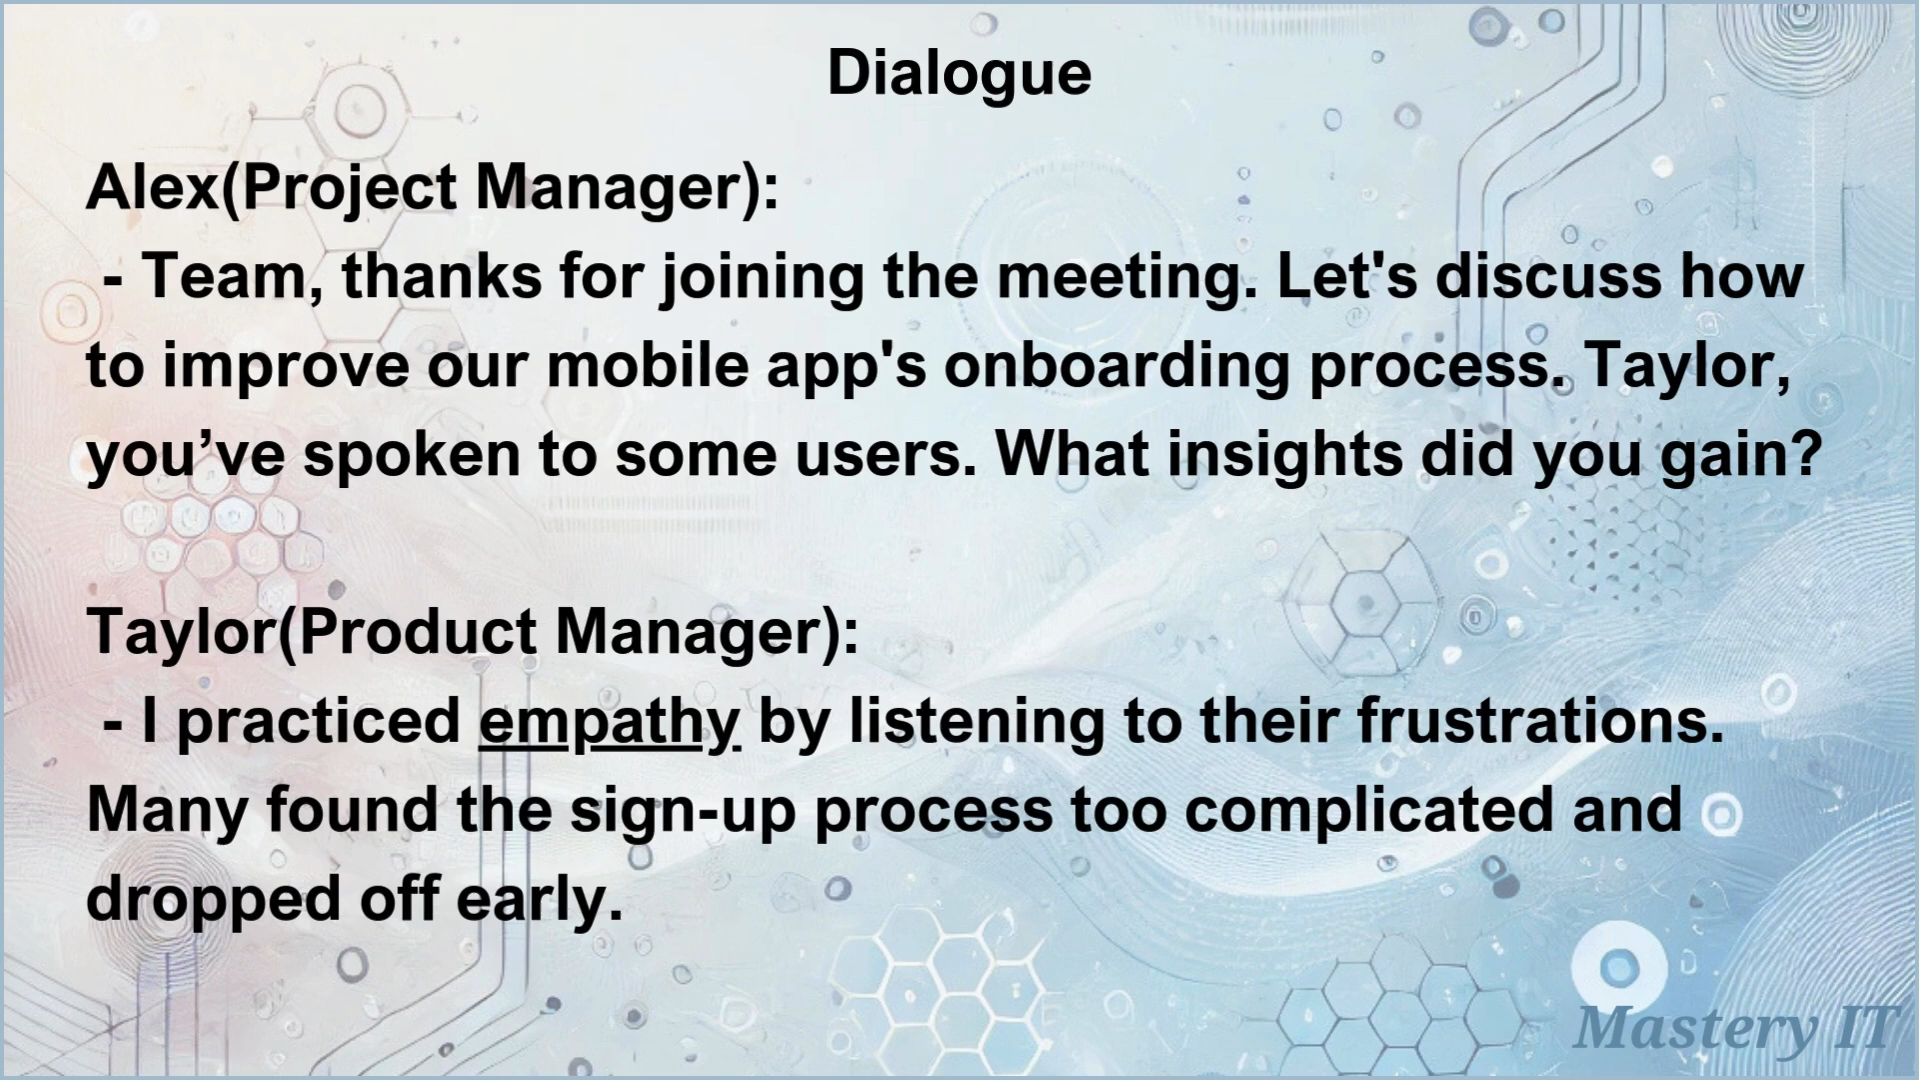 Dialogue
Alex(Project Manager):
- Team, thanks for joining the meeting. Let's discuss how
to improve our mobile app's onboarding process. Taylor,
you’ve spoken to some users. What insights did you gain?
Taylor(Product Manager):
- I practiced empathy by listening to their frustrations.
Many found the sign-up process too complicated and
dropped off early.
Mastery IT